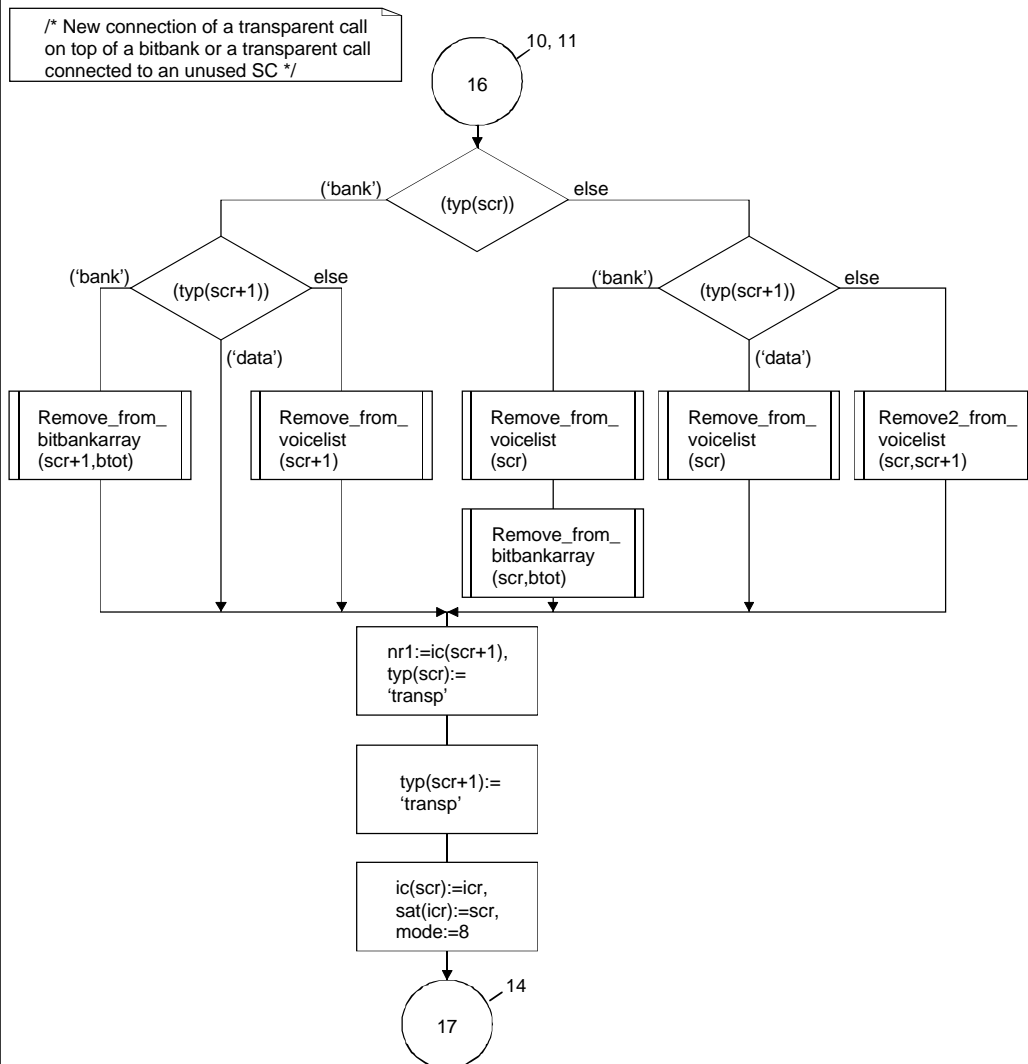 /* New connection of a transparent call
on top of a bitbank or a transparent call
connected to an unused SC */
10, 11
16
(‘bank’)
(typ(scr))
else
(‘bank’)
(typ(scr+1))
else
(‘data’)
(‘bank’)
(typ(scr+1))
else
(‘data’)
Remove_from_
bitbankarray
(scr+1,btot)
Remove_from_
voicelist
(scr+1)
Remove_from_
voicelist
(scr)
Remove_from_
voicelist
(scr)
Remove2_from_
voicelist
(scr,scr+1)
Remove_from_
bitbankarray
(scr,btot)
nr1:=ic(scr+1),
typ(scr):=
‘transp’
typ(scr+1):=
‘transp’
ic(scr):=icr,
sat(icr):=scr,
mode:=8
14
17